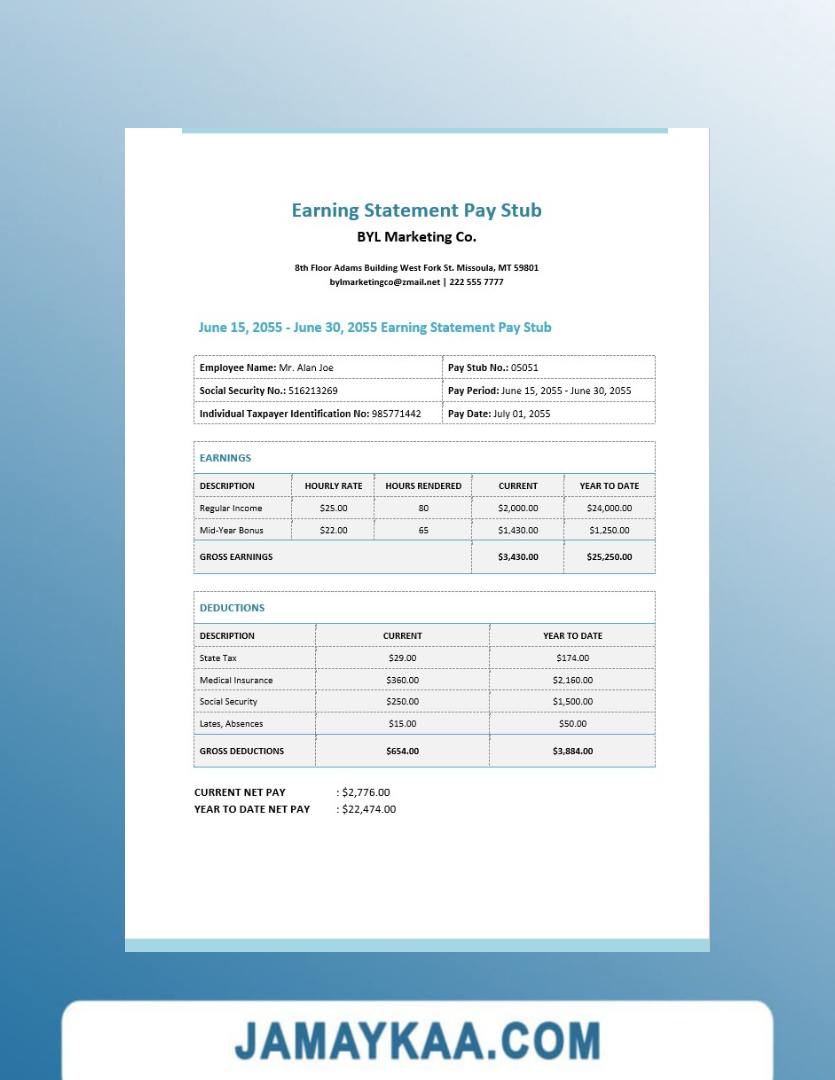 Earning Statement Pay Stub
BYL Marketing Co.
8th Floor Adams Building West Fork St. Missoula, MT 59801
bylmarketingco@zmail.net | 222 555 7777
June 15, 2055 - June 30, 2055 Earning Statement Pay Stub
Employee Name: Mr. Alan Joe Pay Stub No.: 05051
Social Security No.: 516213269 Pay Period: June 15, 2055 - June 30, 2055
Individual Taxpayer Identification No: 985771442 Pay Date: July 01, 2055
EARNINGS
DESCRIPTION HOURLY RATE HOURS RENDERED CURRENT YEAR TO DATE
Regular Income $25.00 80 $2,000.00 $24,000.00
Mid-Year Bonus $22.00 65 $1,430.00 $1,250.00
GROSS EARNINGS $3,430.00 $25,250.00
DEDUCTIONS
DESCRIPTION CURRENT YEAR TO DATE
State Tax $29.00 $174.00
Medical Insurance $360.00 $2,160.00
Social Security $250.00 $1,500.00
Lates, Absences $15.00 $50.00
GROSS DEDUCTIONS $654.00 $3,884.00
CURRENT NET PAY : $2,776.00
YEAR TO DATE NET PAY : $22,474.00
JAMAYKAA.COM